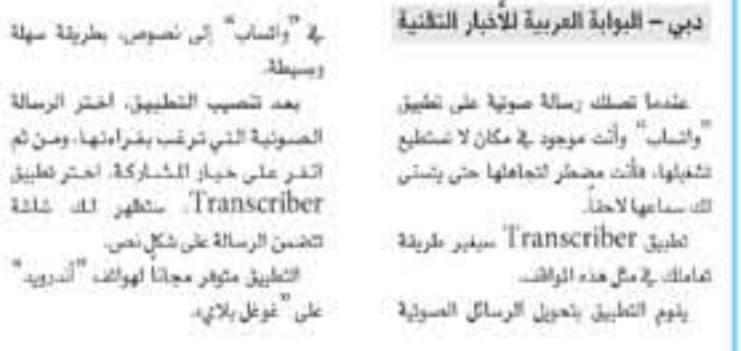 دبي – البوابة العربية للأخبار التقنية
عندما تصلك رسالة صوتية على تطبيق
"واتساب" وأنت موجود في مكان لا تستطيع
تشغيلها، فأنت مضطر لتجاهلها حتى يتسنى
لك سماعها لاحقاً.
تطبيق Transcriber سيغير طريقة
تعاملك في مثل هذه المواقف.
يقوم التطبيق بتحويل الرسائل الصوتية
في "واتساب" إلى نصوص، بطريقة سهلة
وبسيطة.
بعد تنصيب التطبيق، اختر الرسالة
الصوتية التي ترغب بقراءتها، ومن ثم
انقر على خيار المشاركة. اختر تطبيق
Transcriber. ستظهر لك شاشة
تتضمن الرسالة على شكل نص.
التطبيق متوفر مجاناً لهواتف "أندرويد"
على "غوغل بلاي".